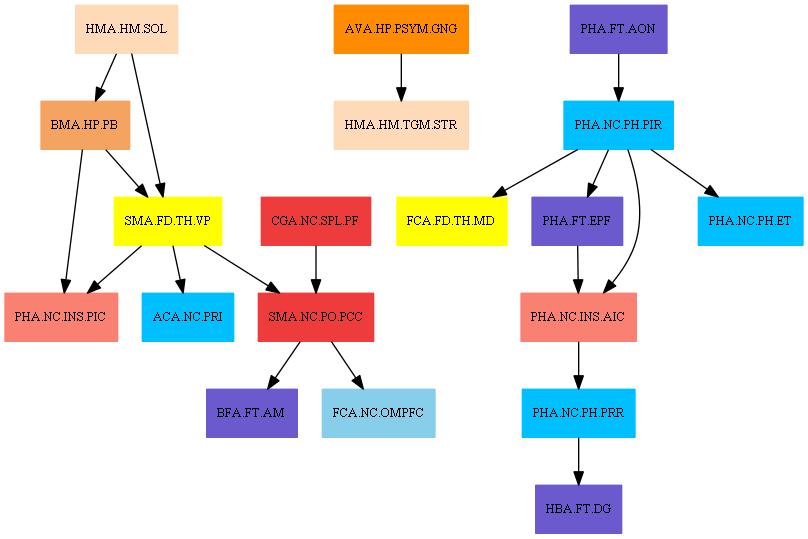 HMA.HM.SOL
AVA.HP.PSYM.GNG
PHA.FT.AON
BMA.HP.PB
HMA.HM.TGM.STR
PHA.NC.PH.PIR
SMA.FD.TH.VP
CGA.NC.SPL.PF
FCA.FD.TH.MD
PHA.FT.EPF
PHA.NC.PH.ET
PHA.NC.INS.PIC
ACA.NC.PRI
SMA.NC.PO.PCC
PHA.NC.INS.AIC
BFA.FT.AM
FCA.NC.OMPFC
PHA.NC.PH.PRR
HBA.FT.DG